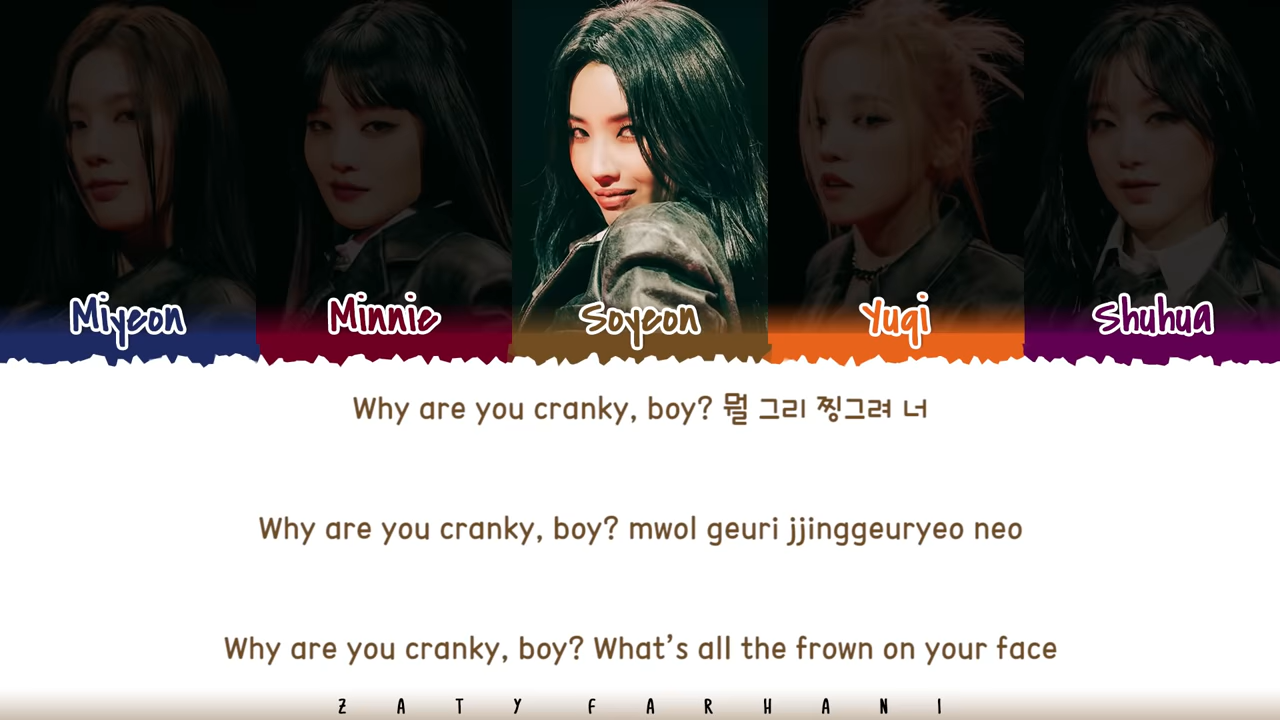 Miyeon Minnie Soyeon Yuqi Shuhua
Why are you cranky, boy? 뭘 그리 찡그려 너
Why are you cranky, boy? mwol geuri jjinggeuryeo neo
Why are you cranky, boy? What's all the frown on your face
ZATY FARHANI